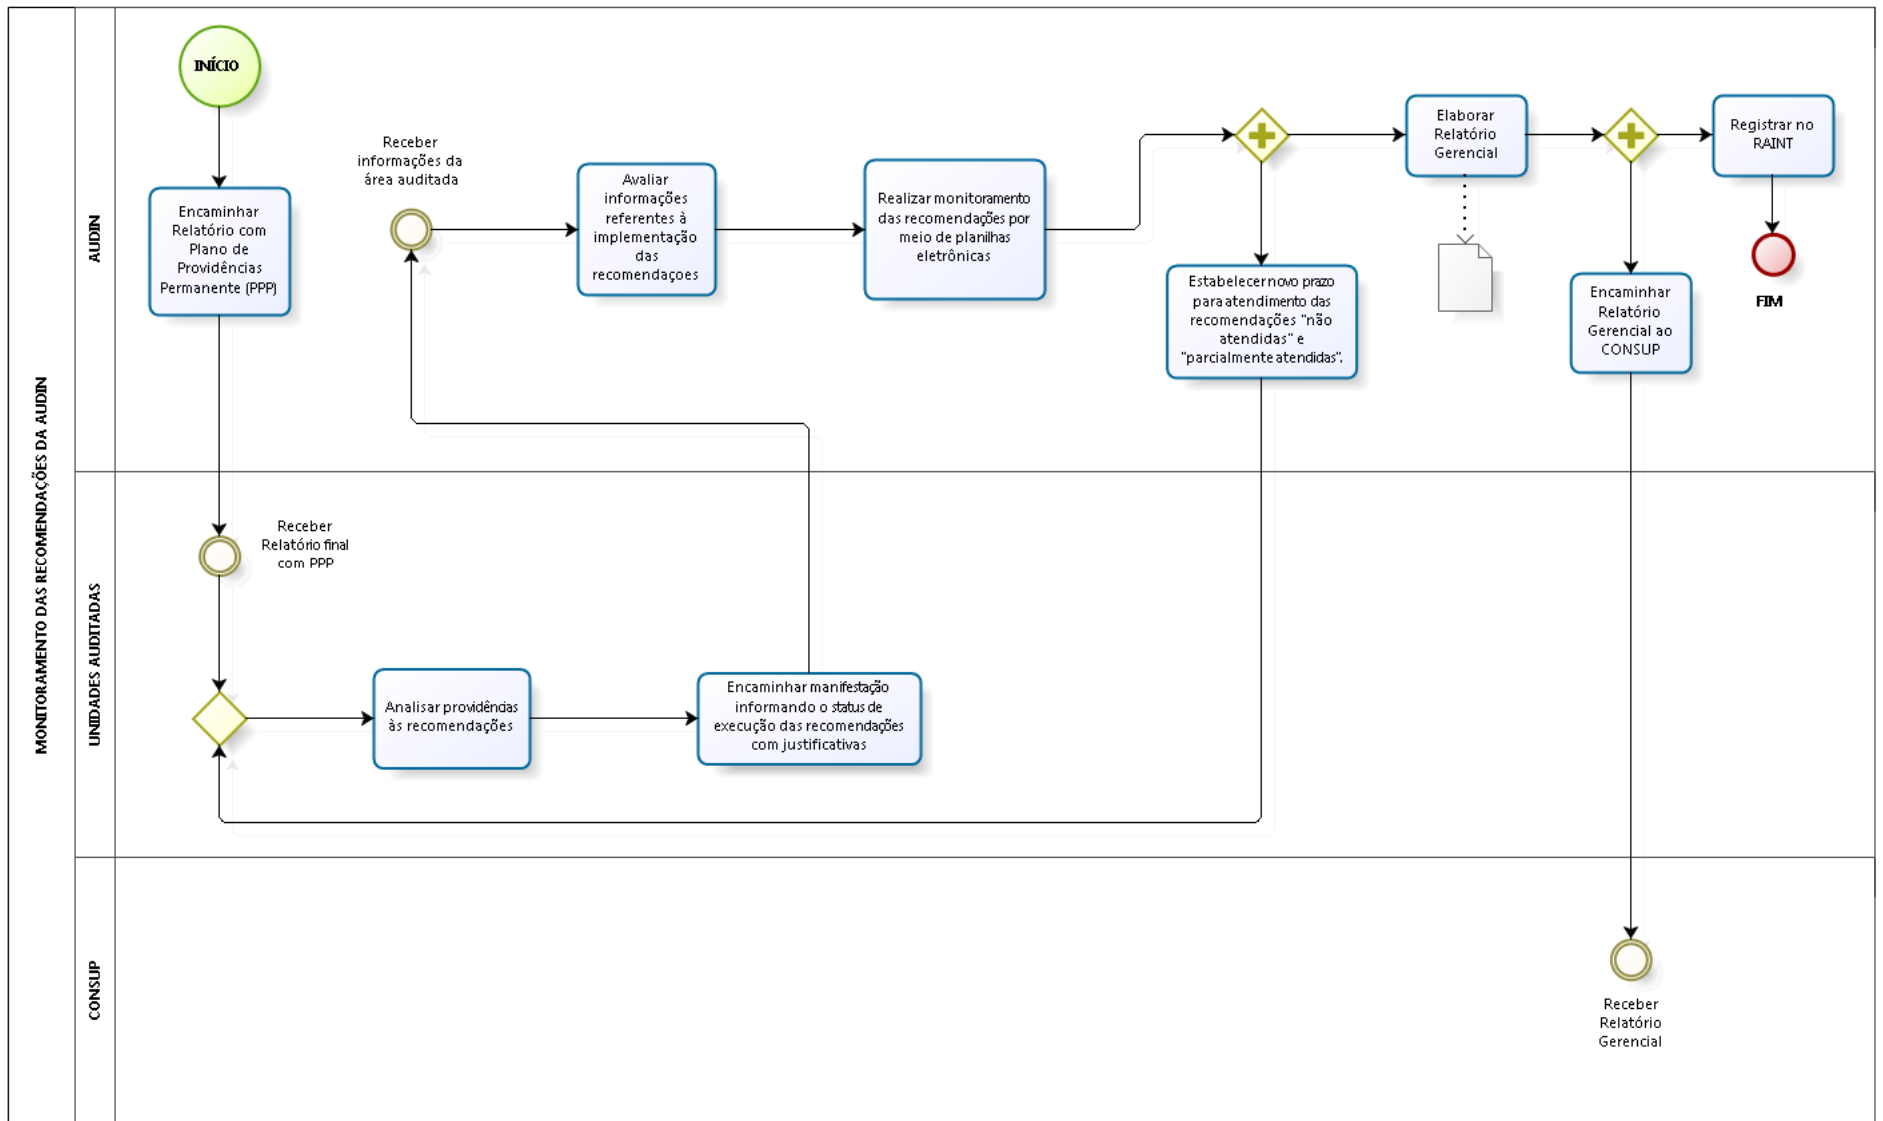 MONITORAMENTO DAS RECOMENDAÇÕES DA AUDIN
AUDIN
INÍCIO
Encaminhar
Relatório com
Plano de
Providências
Permanente (PPP)
Receber
informações da
área auditada
Avaliar
informações
referentes à
implementação
das
recomendaçoes
Realizar monitoramento
das recomendações por
meio de planilhas
eletrônicas
Estabelecer novo prazo
para atendimento das
recomendações "não
atendidas" e
"parcialmente atendidas".
Elaborar
Relatório
Gerencial
Encaminhar
Relatório
Gerencial ao
CONSUP
Registrar no
RAINT
FIM
UNIDADES AUDITADAS
Receber
Relatório final
com PPP
Analisar providências
às recomendações
Encaminhar manifestação
informando o status de
execução das recomendações
com justificativas
CONSUP
Receber
Relatório
Gerencial